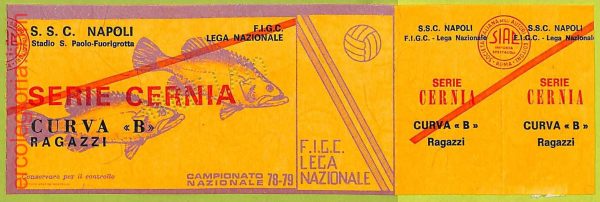 S. S. C. NAPOLI
Stadio S. Paolo-Fuorigrotta
F.I.G.C.
LEGA NAZIONALE
SERIE CERNIA
CURVA «B»
RAGAZZI
Conservare per il controllo
CAMPIONATO
NAZIONALE 78-79
F.I.G.C.
LEGA
NAZIONALE
S.S.C. NAPOLI
F.I.G.C. - Lega Nazionale
SERIE
CERNIA
CURVA « B »
Ragazzi
SIAE
S.S.C. NAPOLI
F.I.G.C. - Lega Nazionale
SERIE
CERNIA
CURVA « B »
Ragazzi